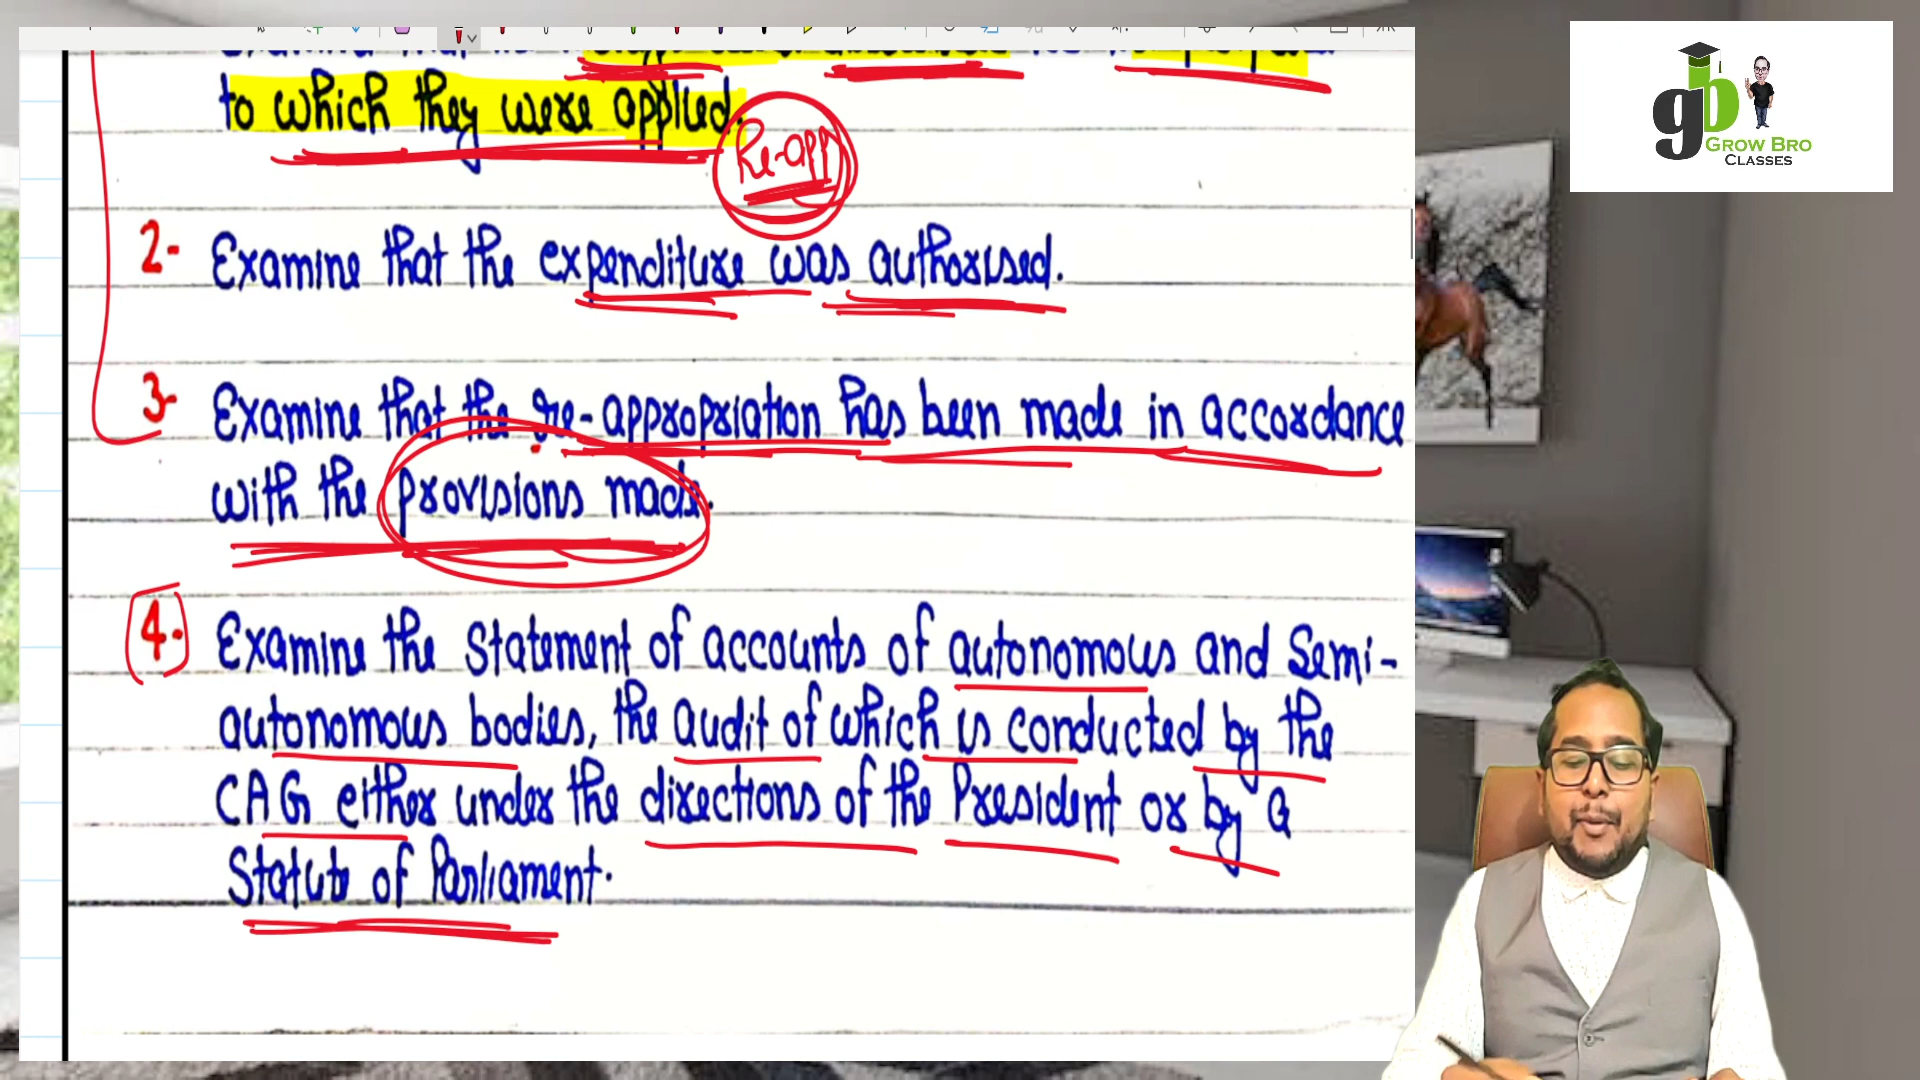 to which they were applied.
Re-app
2- Examine that the expenditure was authorised.
3- Examine that the re-appropriation has been made in accordance
with the provisions made.
4. Examine the Statement of accounts of autonomous and Semi-
autonomous bodies, the audit of which is conducted by the
CAG either under the directions of the President or by a
Statute of Parliament.
gb
GROW BRO
CLASSES